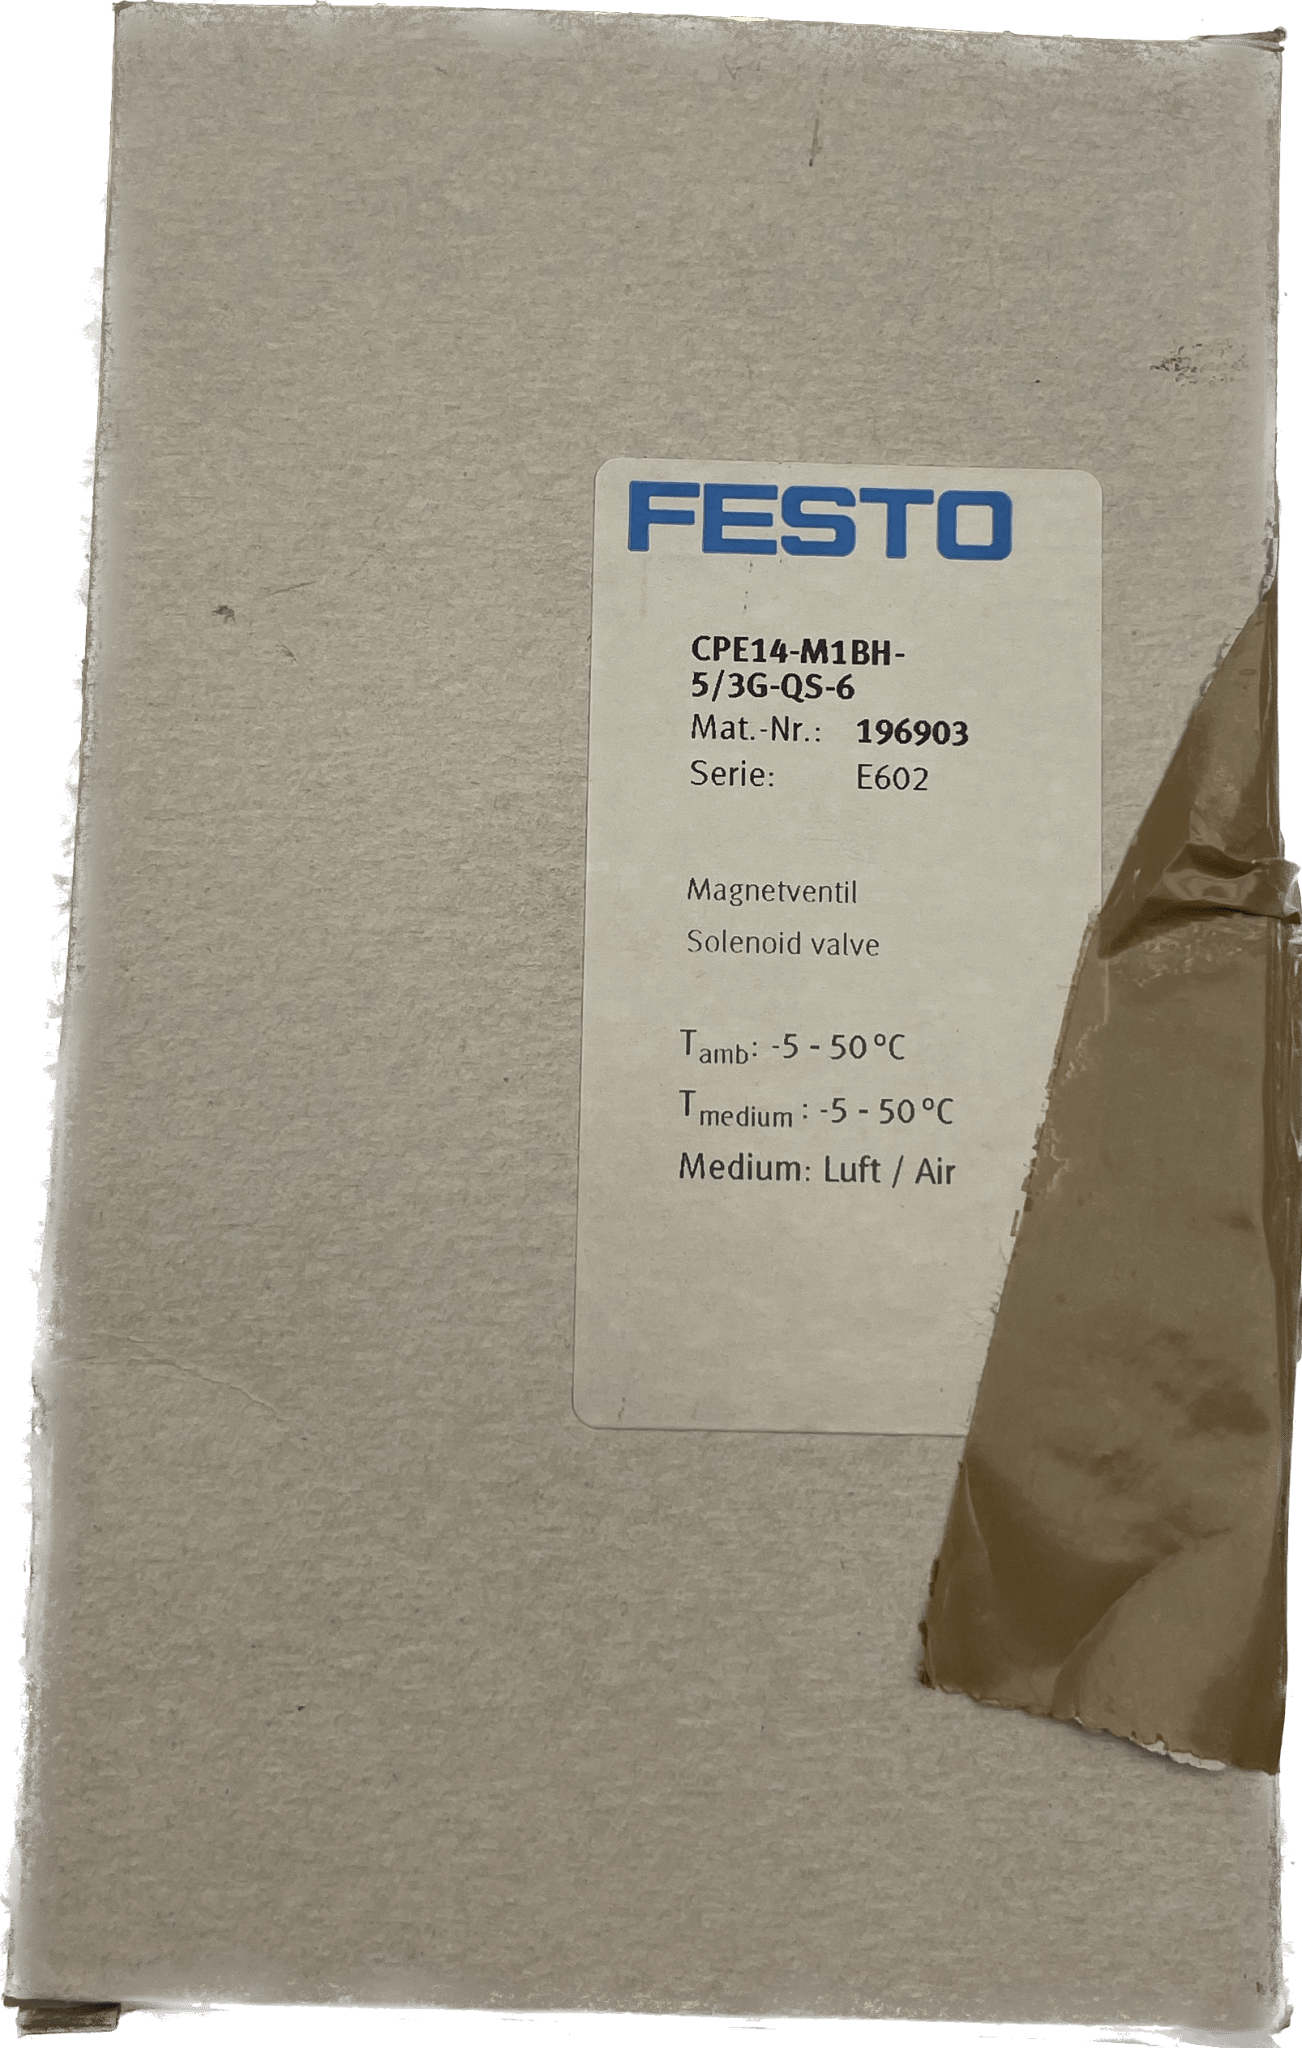 FESTO
CPE14-M1BH-
5/3G-QS-6
Mat.-Nr.: 196903
Serie: E602
Magnetventil
Solenoid valve
Tamb: -5 - 50 °C
Tmedium : -5 - 50 °C
Medium: Luft / Air